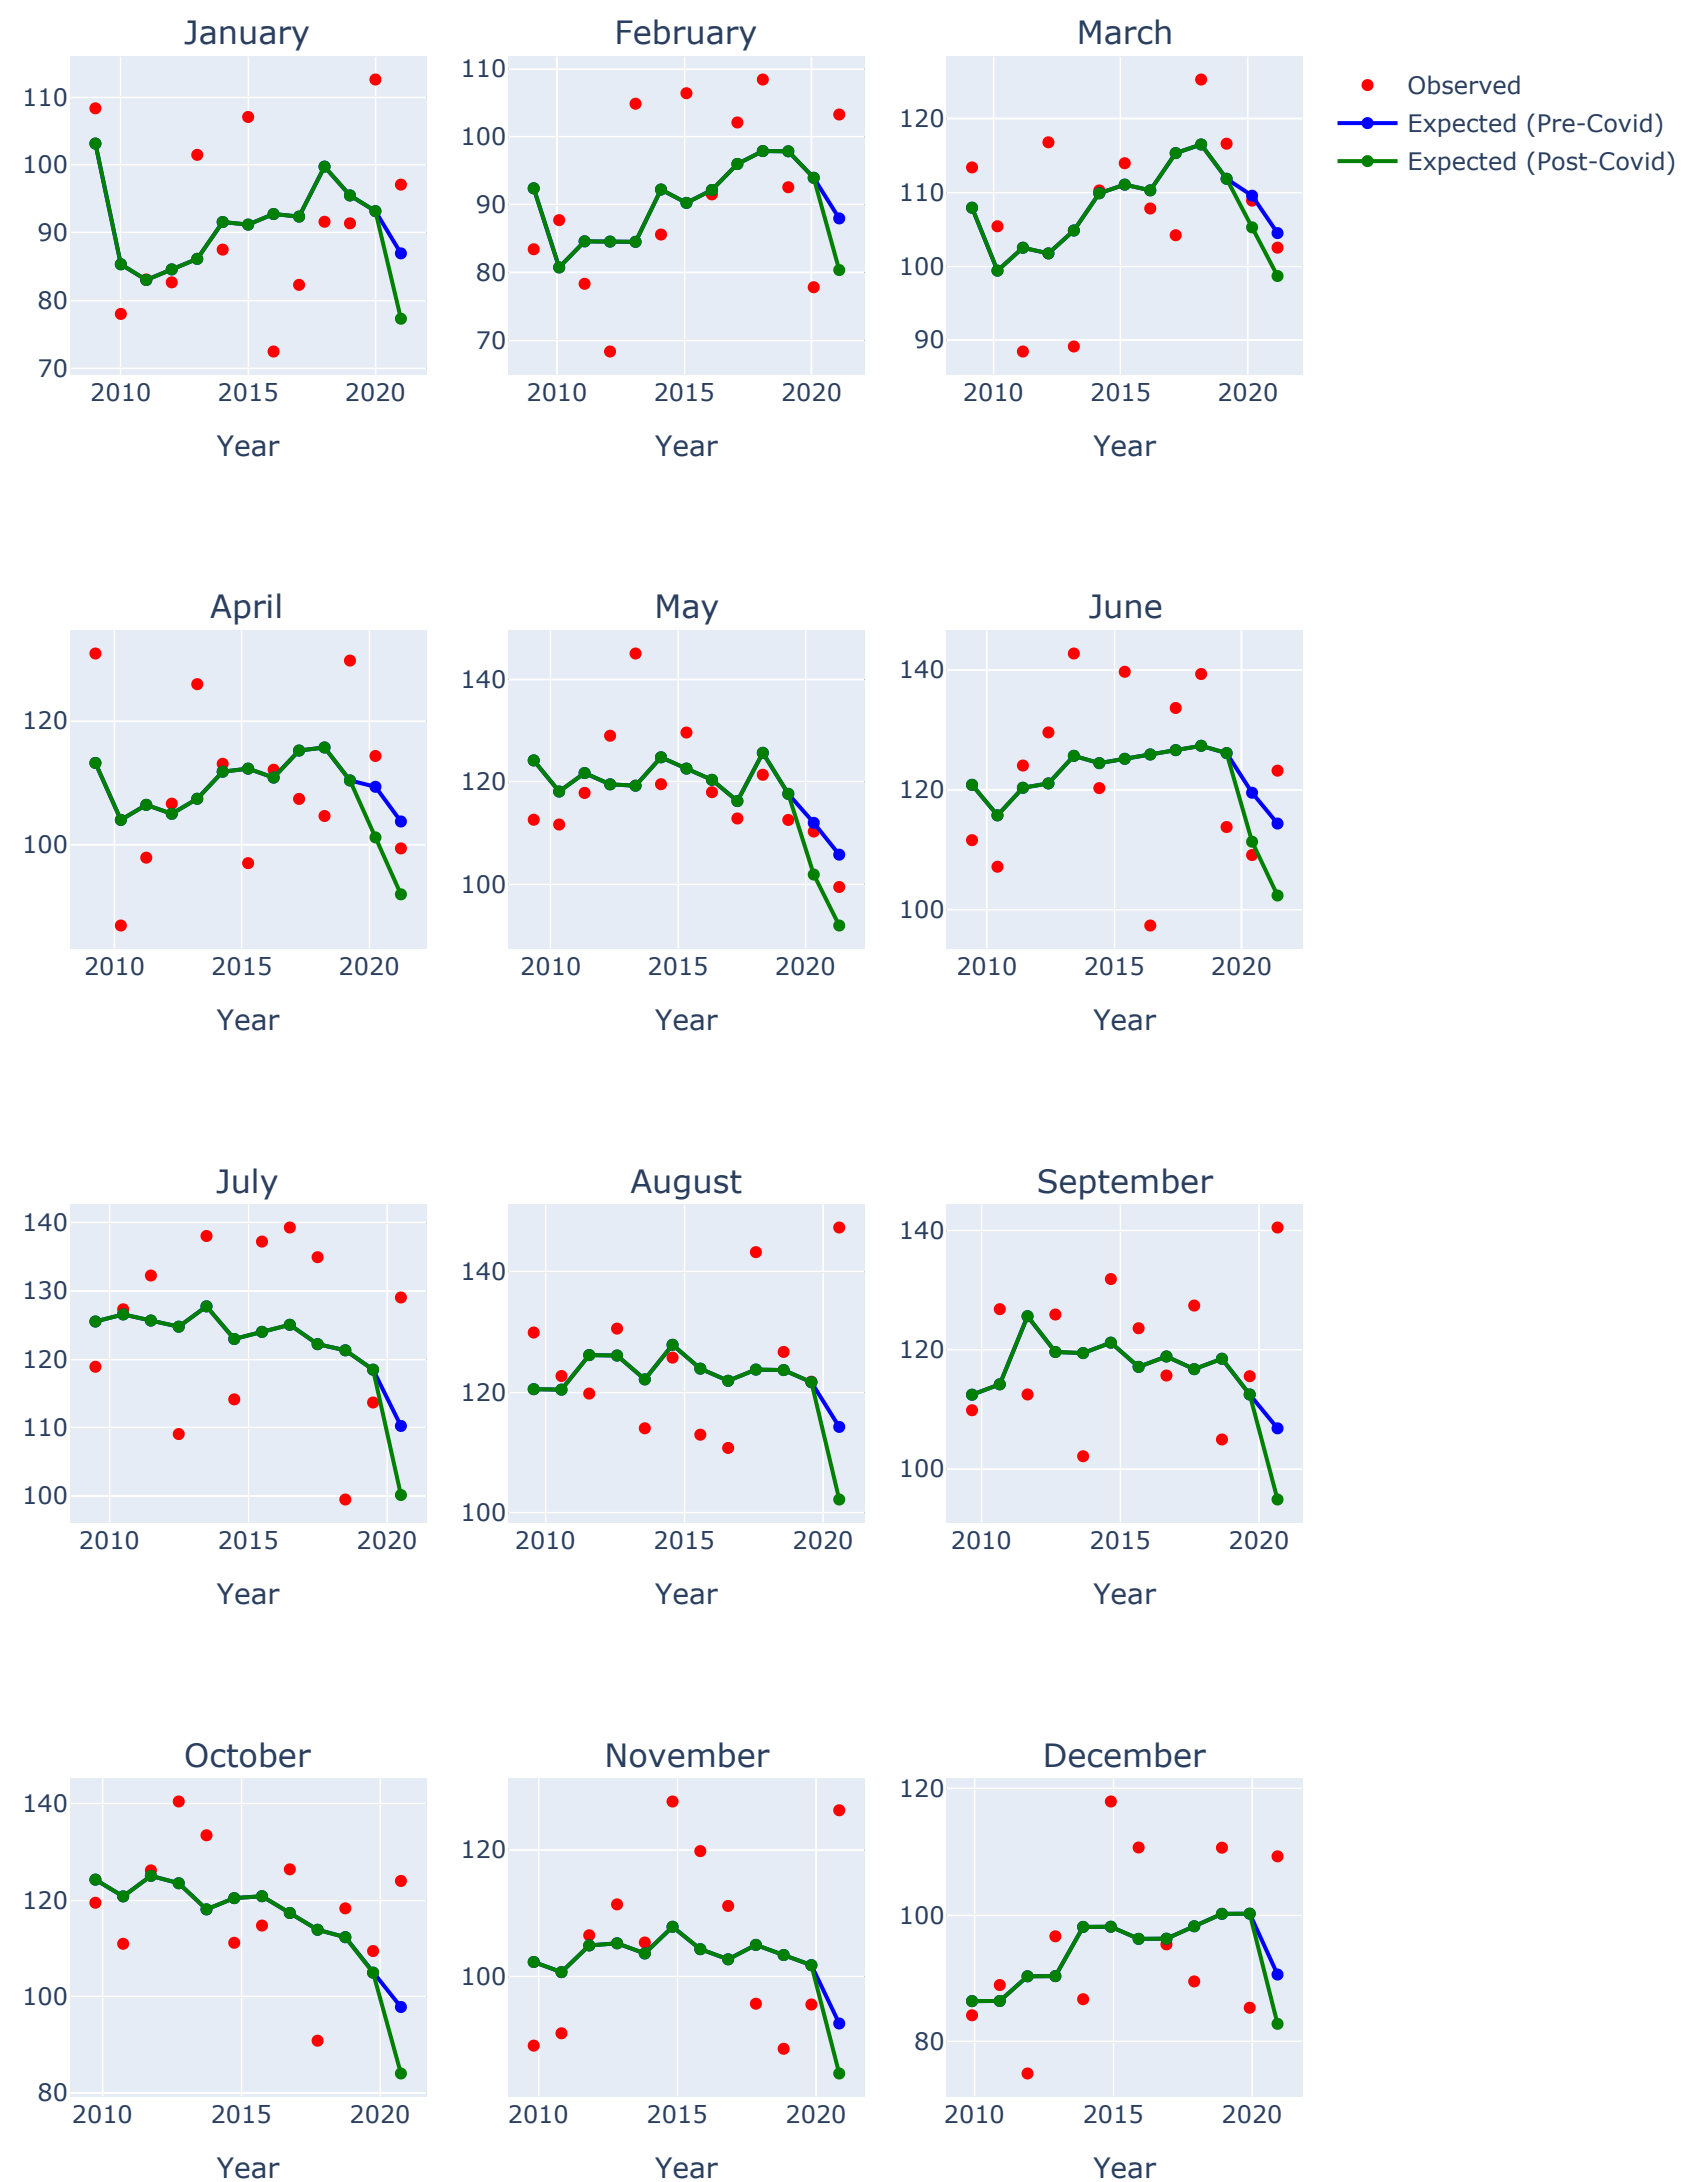 January February March
110
100
90
80
70
2010 2015 2020
Year
110
100
90
80
70
2010 2015 2020
Year
120
110
100
90
2010 2015 2020
Year
Observed
Expected (Pre-Covid)
Expected (Post-Covid)
April May June
120
100
2010 2015 2020
Year
140
120
100
2010 2015 2020
Year
140
120
100
2010 2015 2020
Year
July August September
140
130
120
110
100
2010 2015 2020
Year
140
120
100
2010 2015 2020
Year
140
120
100
2010 2015 2020
Year
October November December
140
120
100
80
2010 2015 2020
Year
120
100
2010 2015 2020
Year
120
100
80
2010 2015 2020
Year